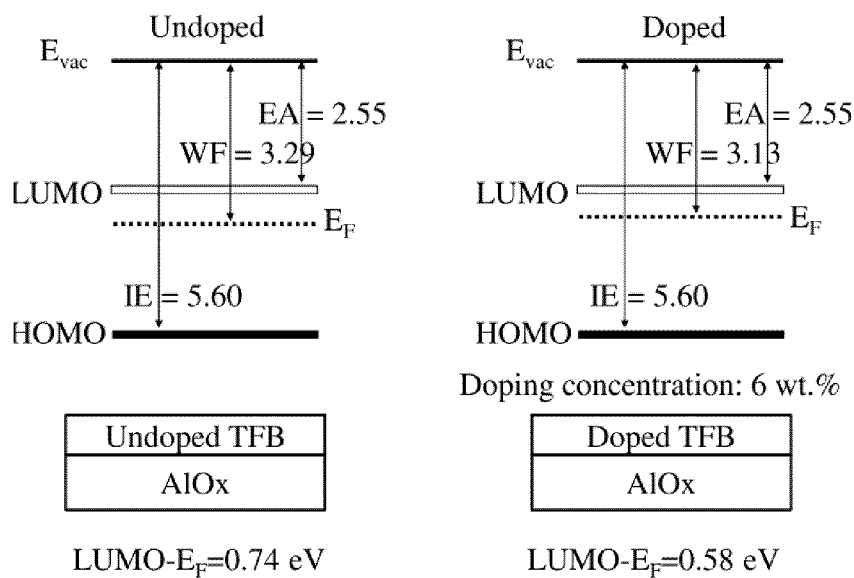 Undoped
E_vac
EA = 2.55
WF = 3.29
LUMO
E_F
IE = 5.60
HOMO
Undoped TFB
AlOx
LUMO-E_F=0.74 eV
Doped
E_vac
EA = 2.55
WF = 3.13
LUMO
E_F
IE = 5.60
HOMO
Doping concentration: 6 wt.%
Doped TFB
AlOx
LUMO-E_F=0.58 eV